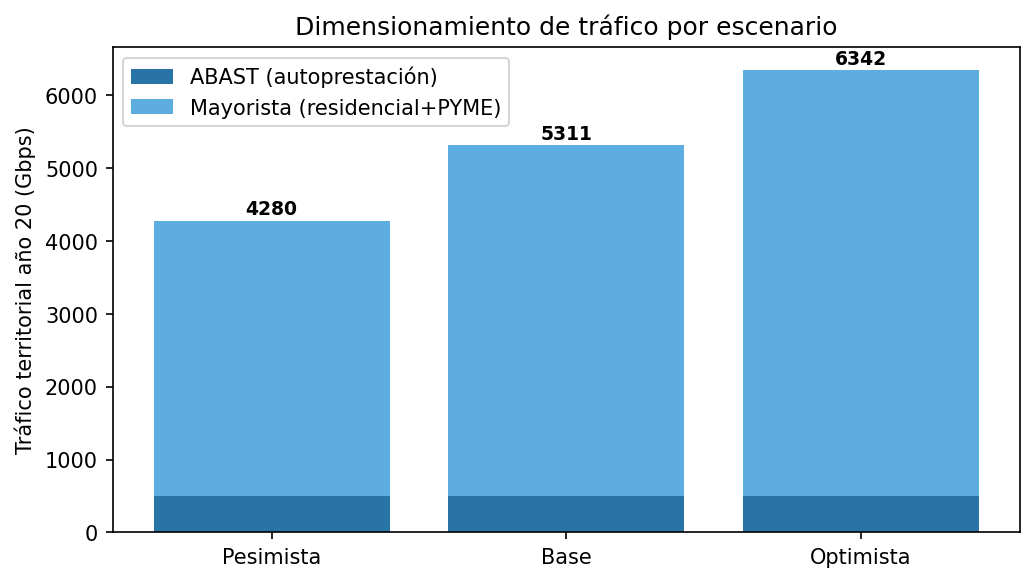 Dimensionamiento de tráfico por escenario
ABAST (autoprestación)
Mayorista (residencial+PYME)
Tráfico territorial año 20 (Gbps)
6000
5000
4000
3000
2000
1000
0
4280
5311
6342
Pesimista
Base
Optimista